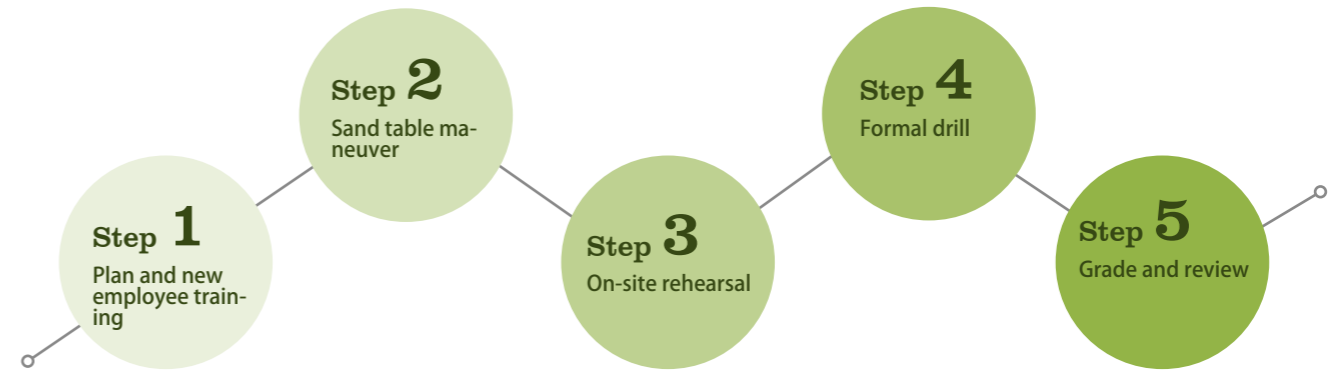 Step 1
Plan and new
employee train-
ing
Step 2
Sand table ma-
neuver
Step 3
On-site rehearsal
Step 4
Formal drill
Step 5
Grade and review